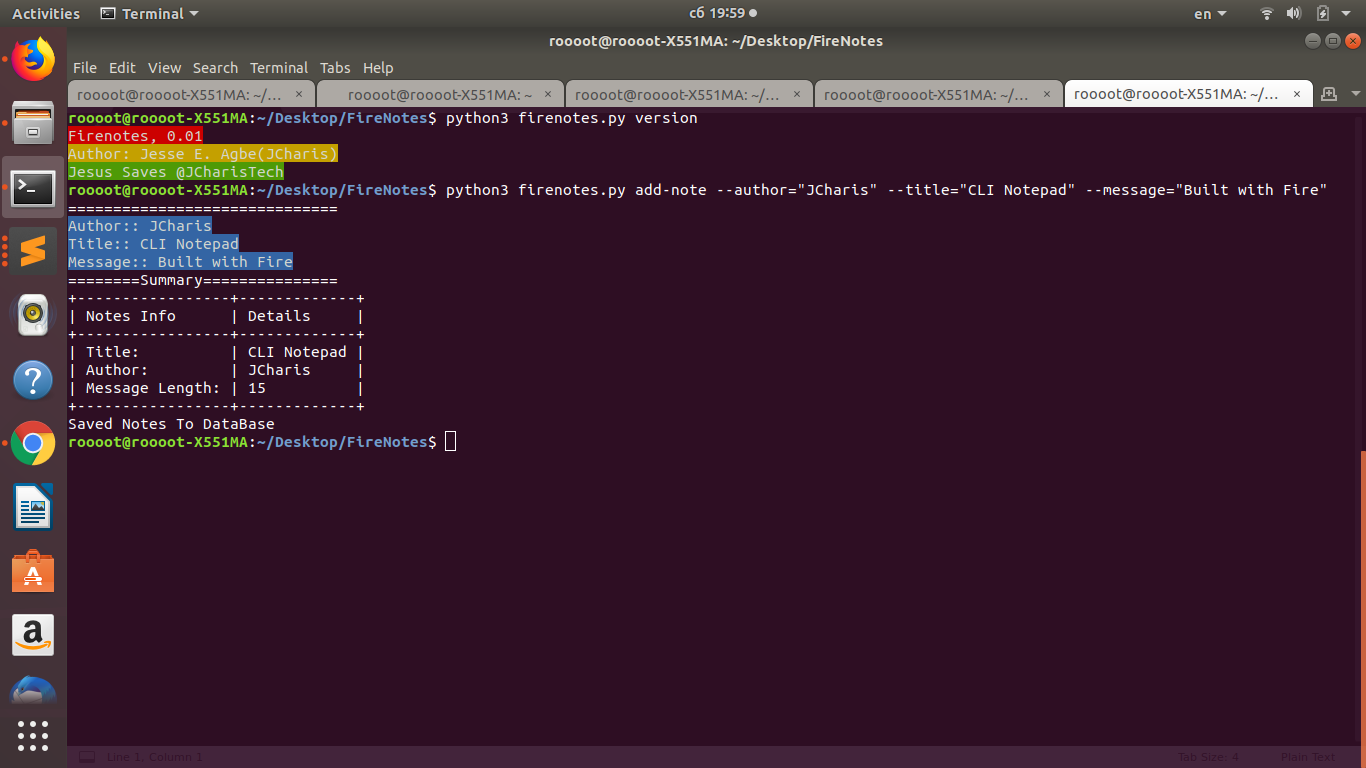 Activities Terminal сб 19:59 en
roooot@roooot-X551MA: ~/Desktop/FireNotes
File Edit View Search Terminal Tabs Help
roooot@roooot-X551MA: ~/... × roooot@roooot-X551MA: ~ × roooot@roooot-X551MA: ~/... × roooot@roooot-X551MA: ~/... × roooot@roooot-X551MA: ~/... ×
roooot@roooot-X551MA:~/Desktop/FireNotes$ python3 firenotes.py version
Firenotes, 0.01
Author: Jesse E. Agbe(JCharis)
Jesus Saves @JCharisTech
roooot@roooot-X551MA:~/Desktop/FireNotes$ python3 firenotes.py add-note --author="JCharis" --title="CLI Notepad" --message="Built with Fire"
==============================
Author:: JCharis
Title:: CLI Notepad
Message:: Built with Fire
========Summary===============
+-----------------+-------------+
| Notes Info      | Details     |
+-----------------+-------------+
| Title:          | CLI Notepad |
| Author:         | JCharis     |
| Message Length: | 15          |
+-----------------+-------------+
Saved Notes To DataBase
roooot@roooot-X551MA:~/Desktop/FireNotes$
Line 1, Column 1 Tab Size: 4 Plain Text